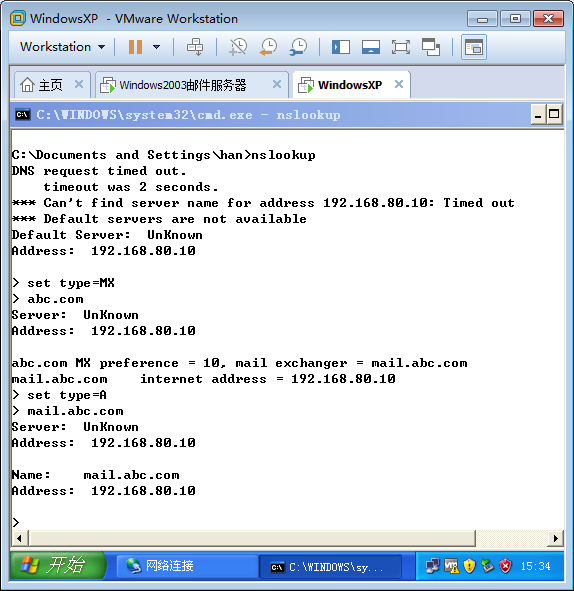 WindowsXP - VMware Workstation
Workstation
主页 Windows2003邮件服务器 WindowsXP
C:\WINDOWS\system32\cmd.exe - nslookup
C:\Documents and Settings\han>nslookup
DNS request timed out.
    timeout was 2 seconds.
*** Can't find server name for address 192.168.80.10: Timed out
*** Default servers are not available
Default Server:  UnKnown
Address:  192.168.80.10
> set type=MX
> abc.com
Server:  UnKnown
Address:  192.168.80.10
abc.com MX preference = 10, mail exchanger = mail.abc.com
mail.abc.com    internet address = 192.168.80.10
> set type=A
> mail.abc.com
Server:  UnKnown
Address:  192.168.80.10
Name:    mail.abc.com
Address:  192.168.80.10
>
开始 网络连接 C:\WINDOWS\sy... 15:34